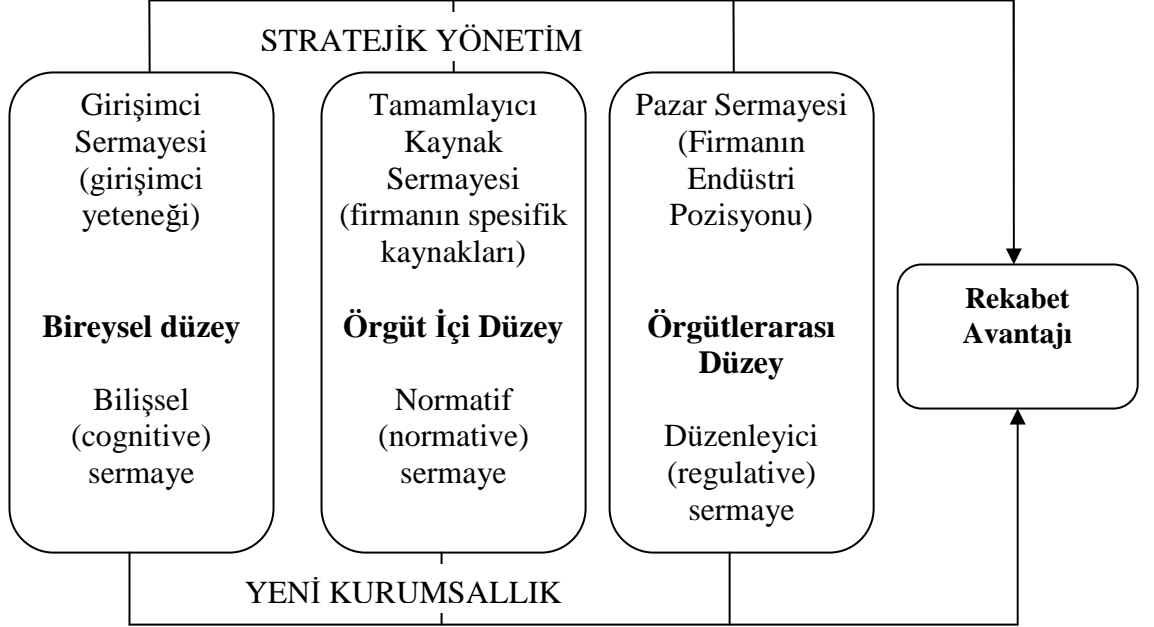 STRATEJİK YÖNETİM
Girişimci
Sermayesi
(girişimci
yeteneği)
Bireysel düzey
Bilişsel
(cognitive)
sermaye
Tamamlayıcı
Kaynak
Sermayesi
(firmanın spesifik
kaynakları)
Örgüt İçi Düzey
Normatif
(normative)
sermaye
Pazar Sermayesi
(Firmanın
Endüstri
Pozisyonu)
Örgütlerarası
Düzey
Düzenleyici
(regulative)
sermaye
Rekabet
Avantajı
YENİ KURUMSALLIK